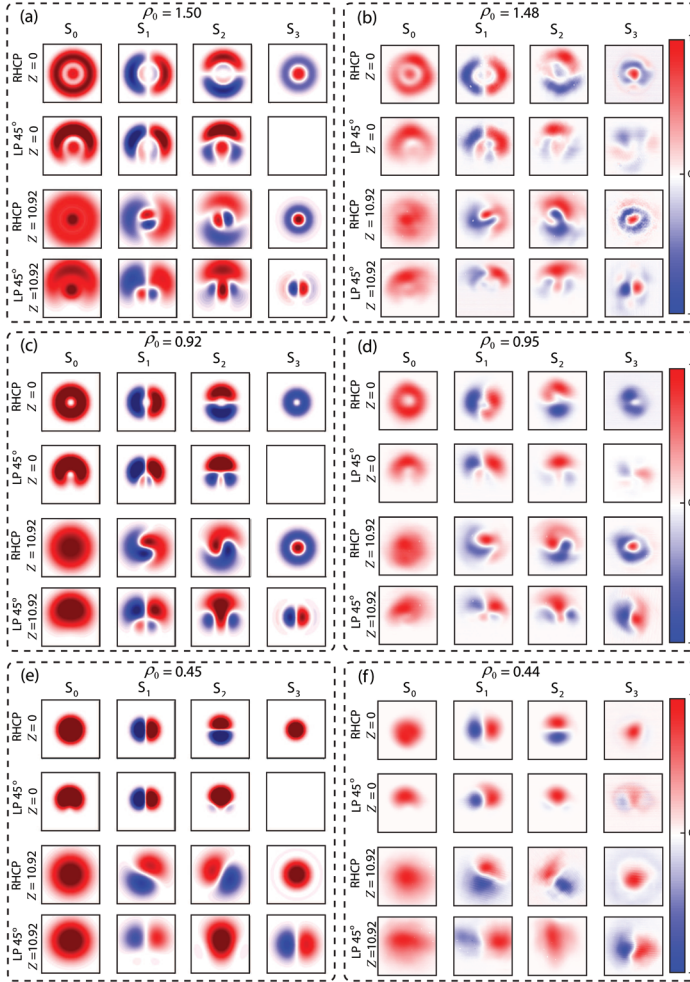 (a) ρ₀ = 1.50
S₀ S₁ S₂ S₃
RHCP
Z = 0
LP 45°
Z = 0
RHCP
Z = 10.92
LP 45°
Z = 10.92
(b) ρ₀ = 1.48
S₀ S₁ S₂ S₃
RHCP
Z = 0
LP 45°
Z = 0
RHCP
Z = 10.92
LP 45°
Z = 10.92
0
(c) ρ₀ = 0.92
S₀ S₁ S₂ S₃
RHCP
Z = 0
LP 45°
Z = 0
RHCP
Z = 10.92
LP 45°
Z = 10.92
(d) ρ₀ = 0.95
S₀ S₁ S₂ S₃
RHCP
Z = 0
LP 45°
Z = 0
RHCP
Z = 10.92
LP 45°
Z = 10.92
0
(e) ρ₀ = 0.45
S₀ S₁ S₂ S₃
RHCP
Z = 0
LP 45°
Z = 0
RHCP
Z = 10.92
LP 45°
Z = 10.92
(f) ρ₀ = 0.44
S₀ S₁ S₂ S₃
RHCP
Z = 0
LP 45°
Z = 0
RHCP
Z = 10.92
LP 45°
Z = 10.92
0